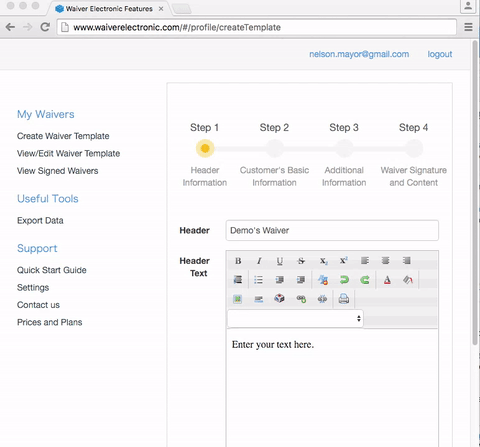 Waiver Electronic Features
www.waiverelectronic.com/#/profile/createTemplate
nelson.mayor@gmail.com logout
My Waivers
Create Waiver Template
View/Edit Waiver Template
View Signed Waivers
Useful Tools
Export Data
Support
Quick Start Guide
Settings
Contact us
Prices and Plans
Step 1 Step 2 Step 3 Step 4
Header Customer's Basic Additional Waiver Signature
Information Information Information and Content
Header Demo's Waiver
Header
Text
B I U S X₂ X² 
A
Enter your text here.